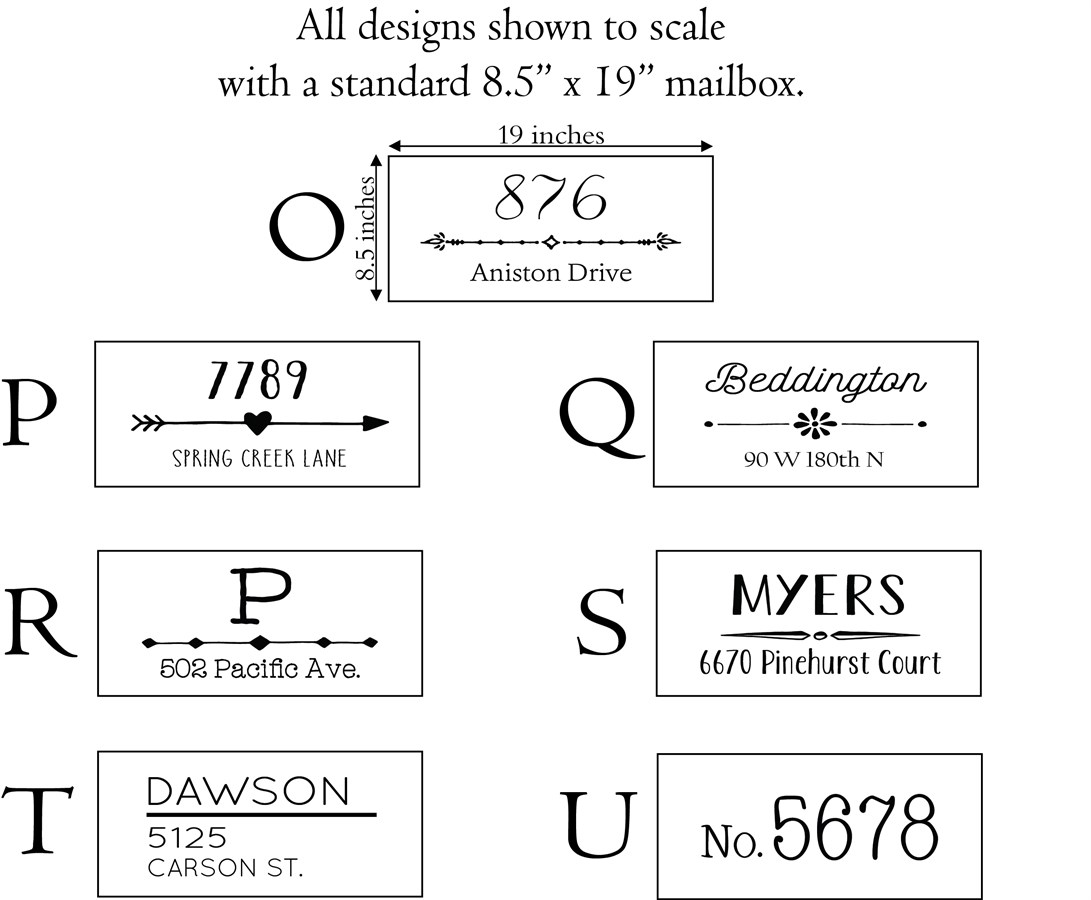 All designs shown to scale
with a standard 8.5” x 19” mailbox.
19 inches
8.5 inches
O
876
Aniston Drive
P
7789
SPRING CREEK LANE
Q
Beddington
90 W 180th N
R
P
502 Pacific Ave.
S
MYERS
6670 Pinehurst Court
T
DAWSON
5125
CARSON ST.
U
No. 5678